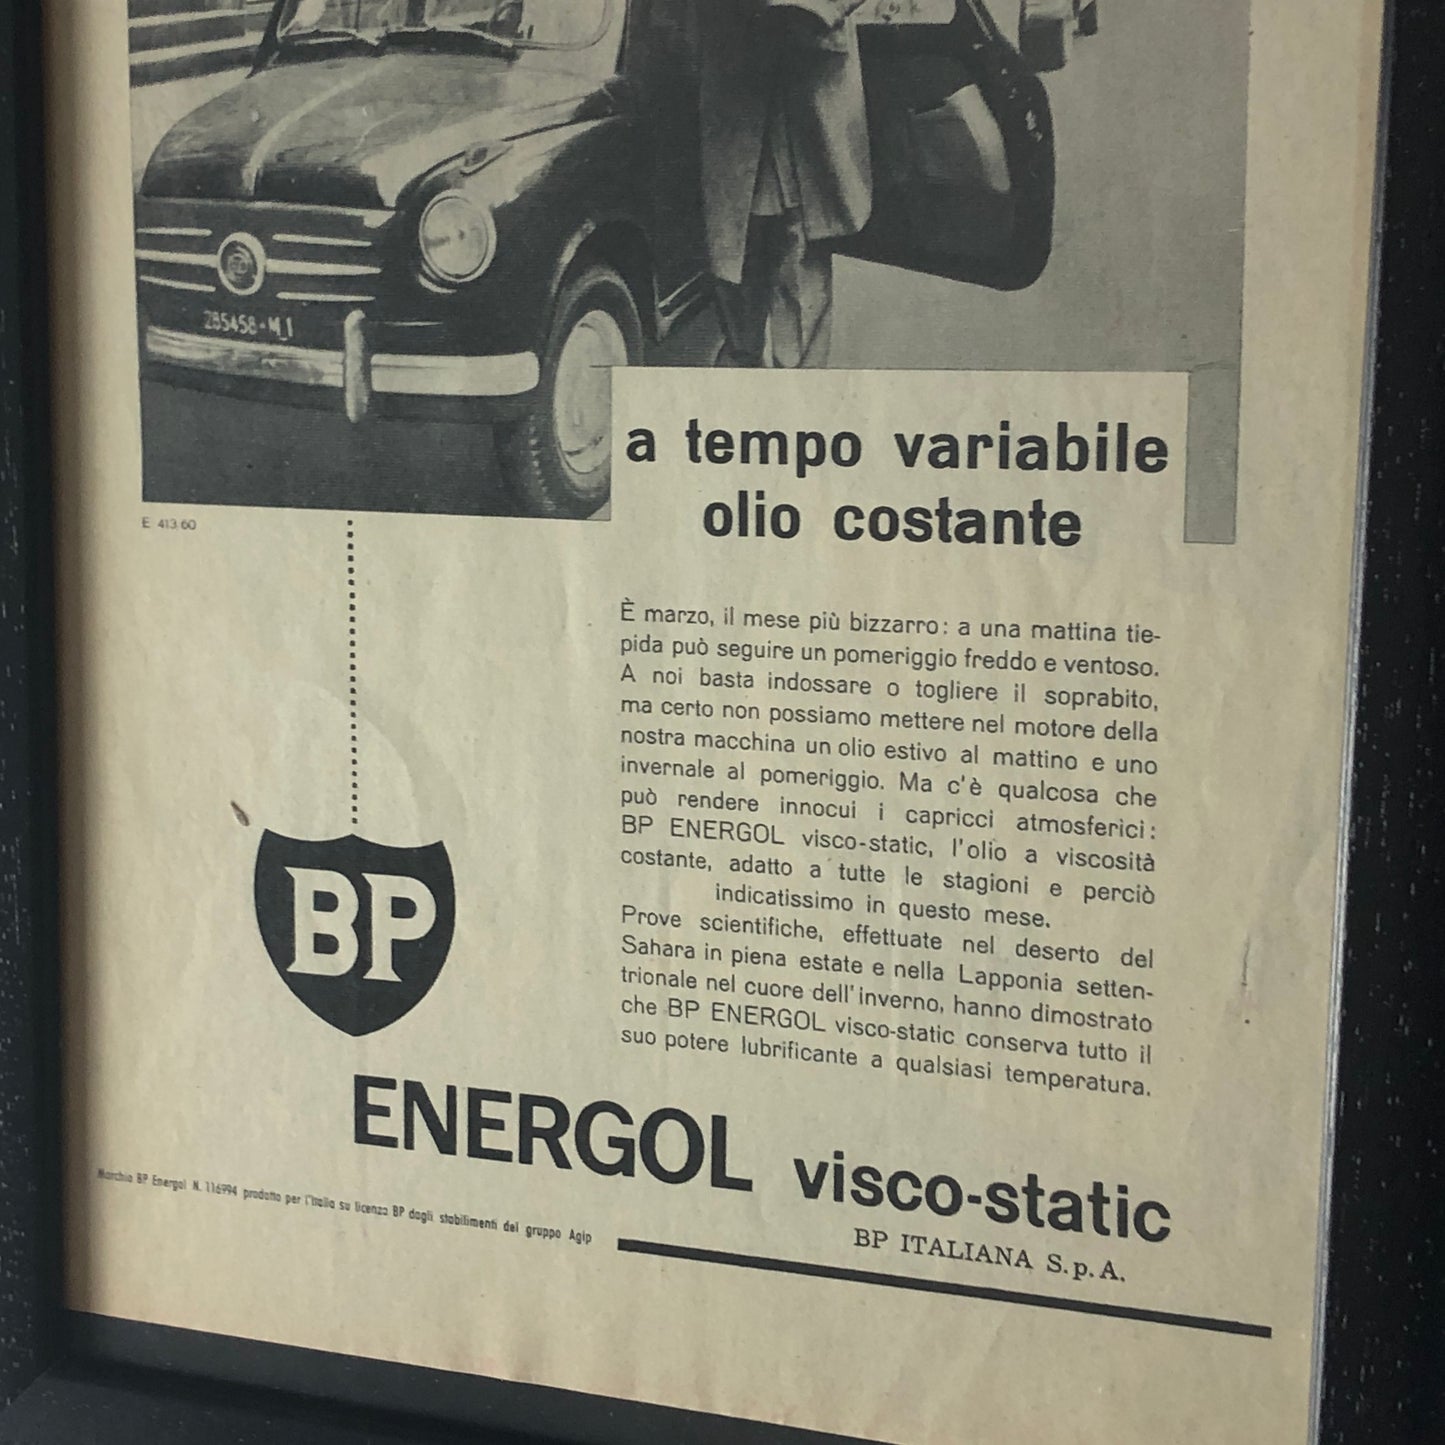 285458-MI
E 413.60
a tempo variabile
olio costante
È marzo, il mese più bizzarro: a una mattina tie-
pida può seguire un pomeriggio freddo e ventoso.
A noi basta indossare o togliere il soprabito,
ma certo non possiamo mettere nel motore della
nostra macchina un olio estivo al mattino e uno
invernale al pomeriggio. Ma c'è qualcosa che
può rendere innocui i capricci atmosferici:
BP ENERGOL visco-static, l'olio a viscosità
costante, adatto a tutte le stagioni e perciò
indicatissimo in questo mese.
Prove scientifiche, effettuate nel deserto del
Sahara in piena estate e nella Lapponia setten-
trionale nel cuore dell'inverno, hanno dimostrato
che BP ENERGOL visco-static conserva tutto il
suo potere lubrificante a qualsiasi temperatura.
BP
ENERGOL visco-static
BP ITALIANA S.p.A.
Marchio BP Energol N. 116994 prodotto per l'Italia su licenza BP dagli stabilimenti del gruppo Agip